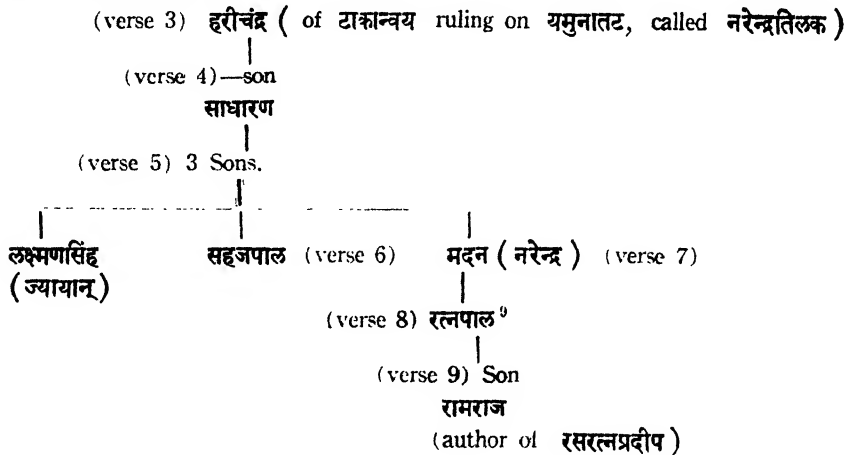 (verse 3) हरीचंद्र ( of टाकान्वय ruling on यमुनातट, called नरेन्द्रतिलक )
(verse 4)—son
साधारण
(verse 5) 3 Sons.
लक्ष्मणसिंह सहजपाल (verse 6) मदन ( नरेन्द्र ) (verse 7)
(ज्यायान्)
(verse 8) रत्नपाल⁹
(verse 9) Son
रामराज
(author of रसरत्नप्रदीप )